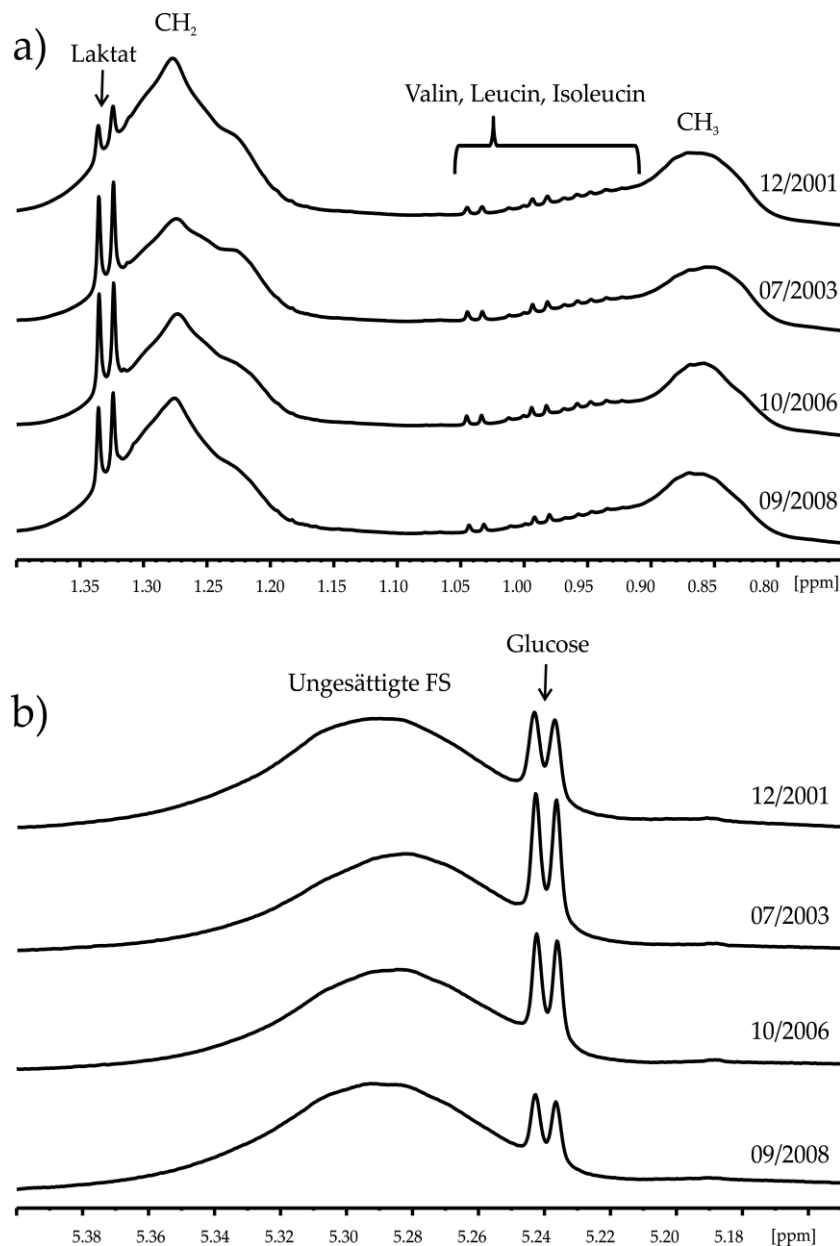 a)
CH2
Laktat
Valin, Leucin, Isoleucin
CH3
12/2001
07/2003
10/2006
09/2008
1.35 1.30 1.25 1.20 1.15 1.10 1.05 1.00 0.95 0.90 0.85 0.80 [ppm]
b)
Ungesättigte FS
Glucose
12/2001
07/2003
10/2006
09/2008
5.38 5.36 5.34 5.32 5.30 5.28 5.26 5.24 5.22 5.20 5.18 [ppm]